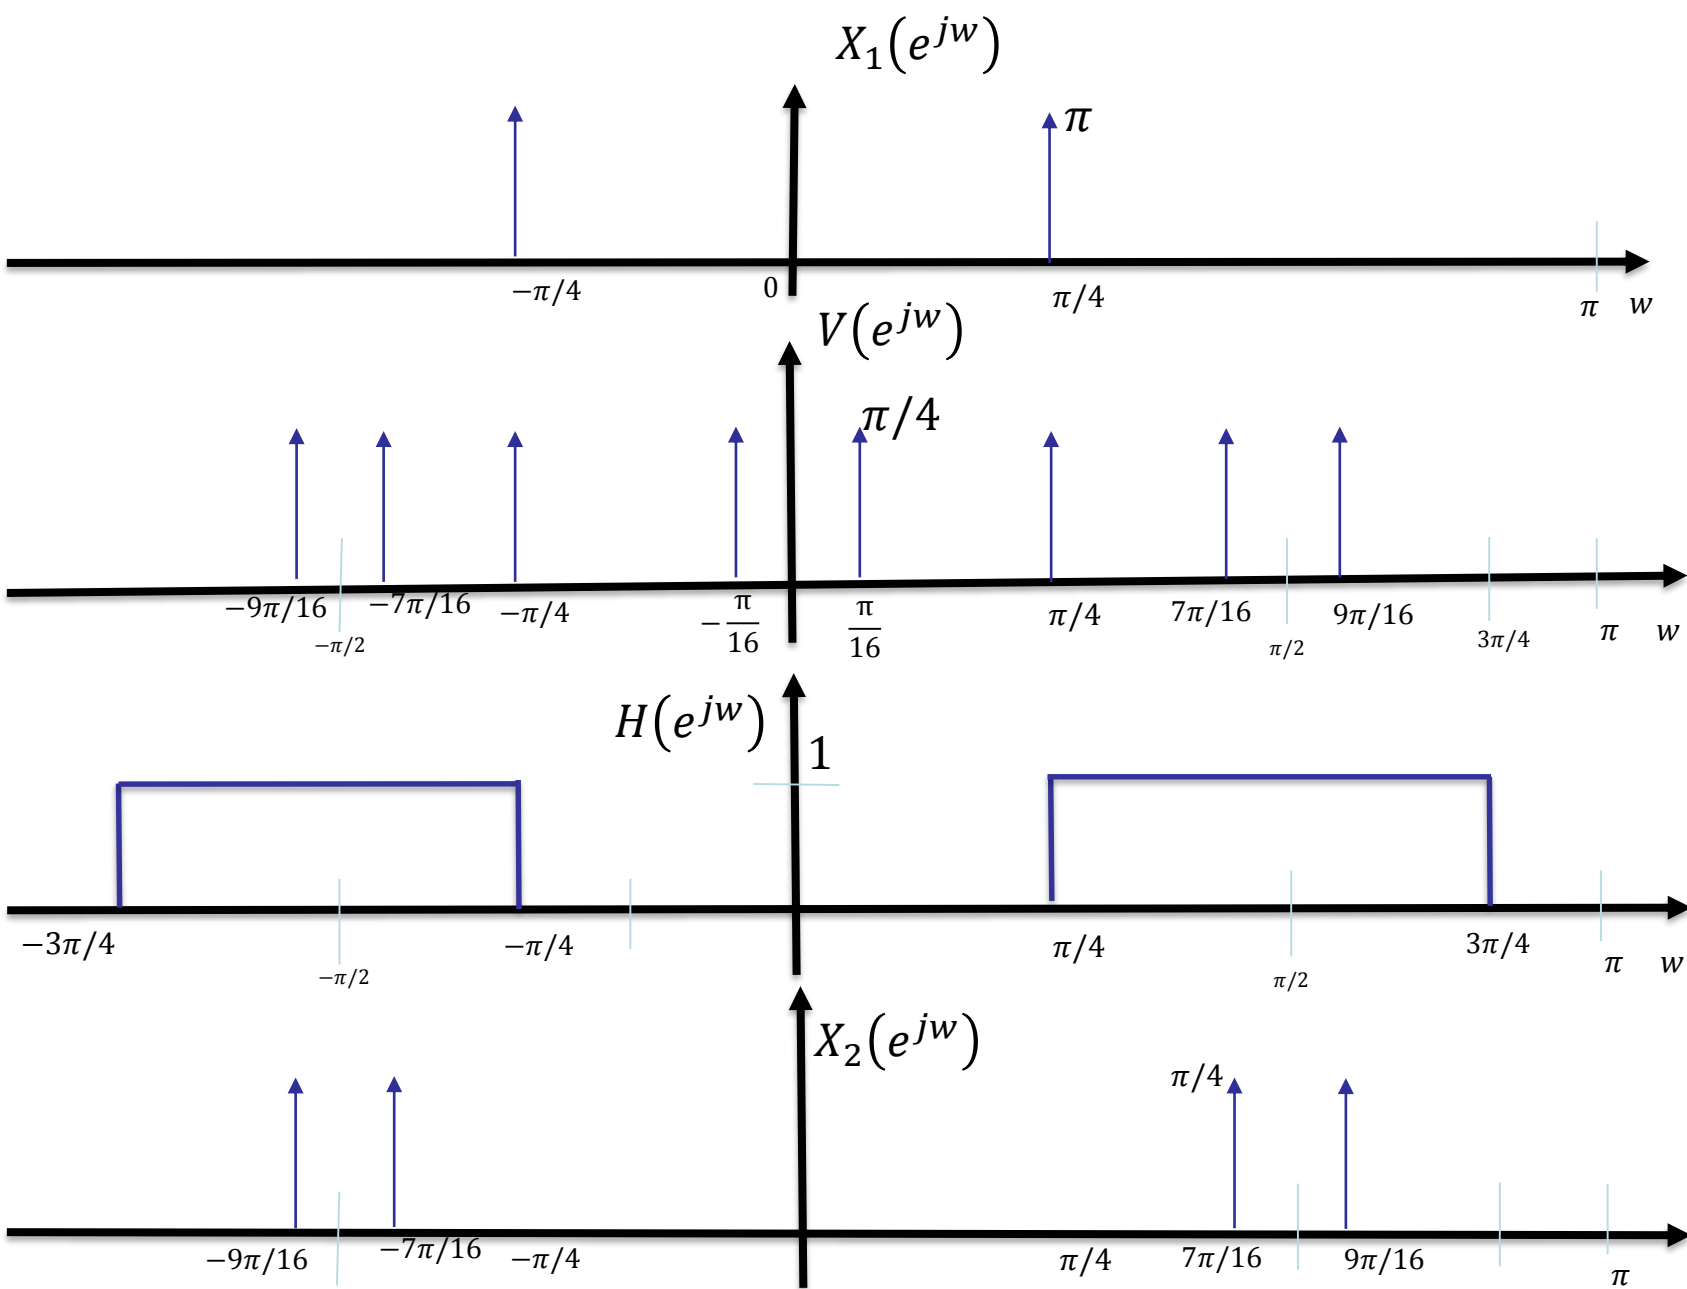 X₁(e^{jw})
π
−π/4 0 π/4 π w
V(e^{jw})
π/4
−9π/16 −π/2 −7π/16 −π/4 −π/16 π/16 π/4 7π/16 π/2 9π/16 3π/4 π w
H(e^{jw})
1
−3π/4 −π/2 −π/4 π/4 π/2 3π/4 π w
X₂(e^{jw})
π/4
−9π/16 −7π/16 −π/4 π/4 7π/16 9π/16 π